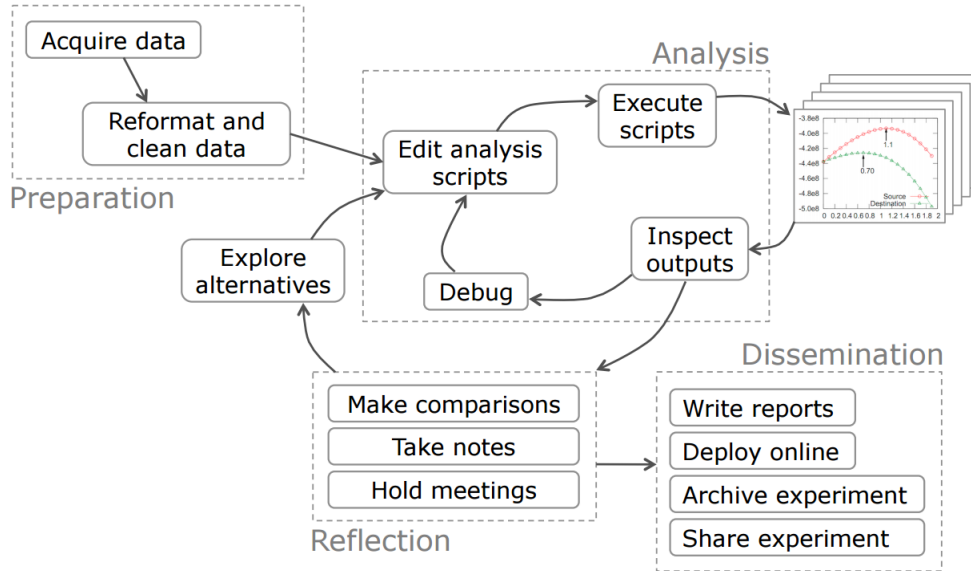 Acquire data
Reformat and
clean data
Preparation
Analysis
Edit analysis
scripts
Execute
scripts
-3.8e8
-4.0e8
-4.2e8
-4.4e8
-4.6e8
-4.8e8
-5.0e8
1.1
0.70
Source
Destination
0 0.2 0.4 0.6 0.8 1 1.2 1.4 1.6 1.8 2
Inspect
outputs
Debug
Explore
alternatives
Make comparisons
Take notes
Hold meetings
Reflection
Dissemination
Write reports
Deploy online
Archive experiment
Share experiment